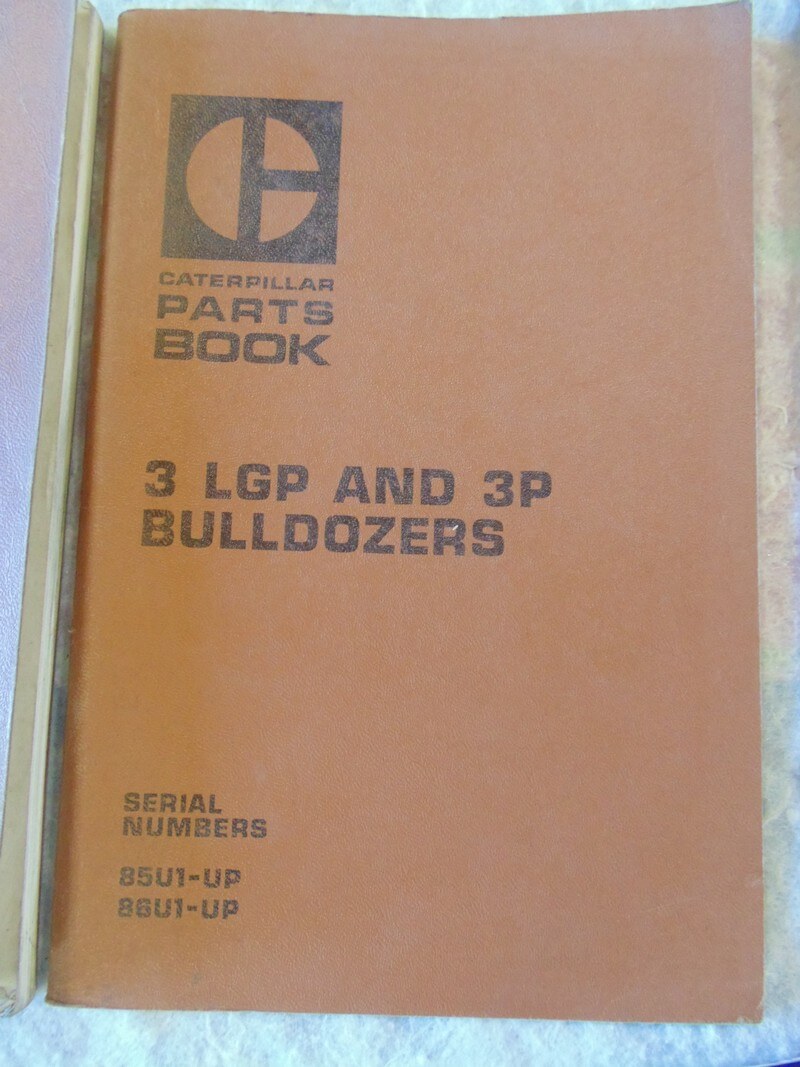 CATERPILLAR
PARTS
BOOK
3 LGP AND 3P
BULLDOZERS
SERIAL
NUMBERS
85U1-UP
86U1-UP